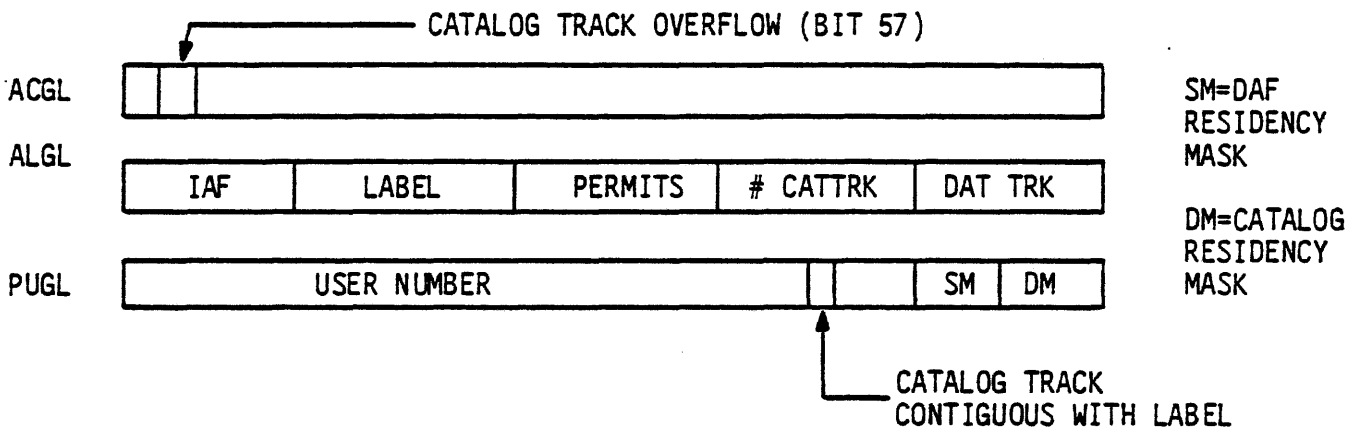 CATALOG TRACK OVERFLOW (BIT 57)
ACGL
SM=DAF
RESIDENCY
MASK
ALGL
IAF LABEL PERMITS # CATTRK DAT TRK
DM=CATALOG
RESIDENCY
MASK
PUGL
USER NUMBER SM DM
CATALOG TRACK
CONTIGUOUS WITH LABEL